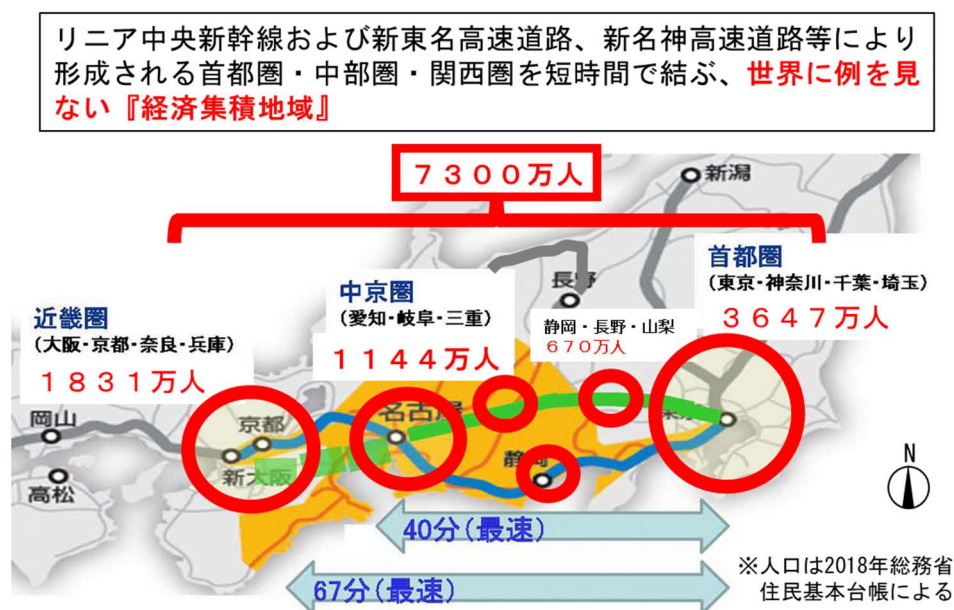 リニア中央新幹線および新東名高速道路、新名神高速道路等により
形成される首都圏・中部圏・関西圏を短時間で結ぶ、世界に例を見
ない『経済集積地域』
７３００万人
新潟
首都圏
(東京・神奈川・千葉・埼玉)
３６４７万人
長野
中京圏
(愛知・岐阜・三重)
１１４４万人
静岡・長野・山梨
６７０万人
近畿圏
(大阪・京都・奈良・兵庫)
１８３１万人
岡山
京都
名古屋
新大阪
静岡
高松
N
40分(最速)
67分(最速)
※人口は2018年総務省
住民基本台帳による